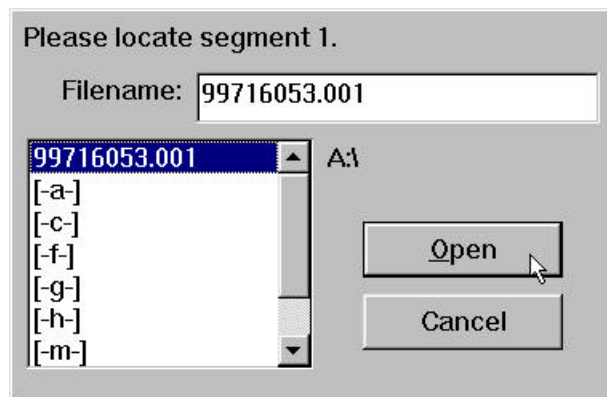 Please locate segment 1.
Filename: 99716053.001
99716053.001 A:\
[-a-]
[-c-]
[-f-]
[-g-]
[-h-]
[-m-]
Open
Cancel